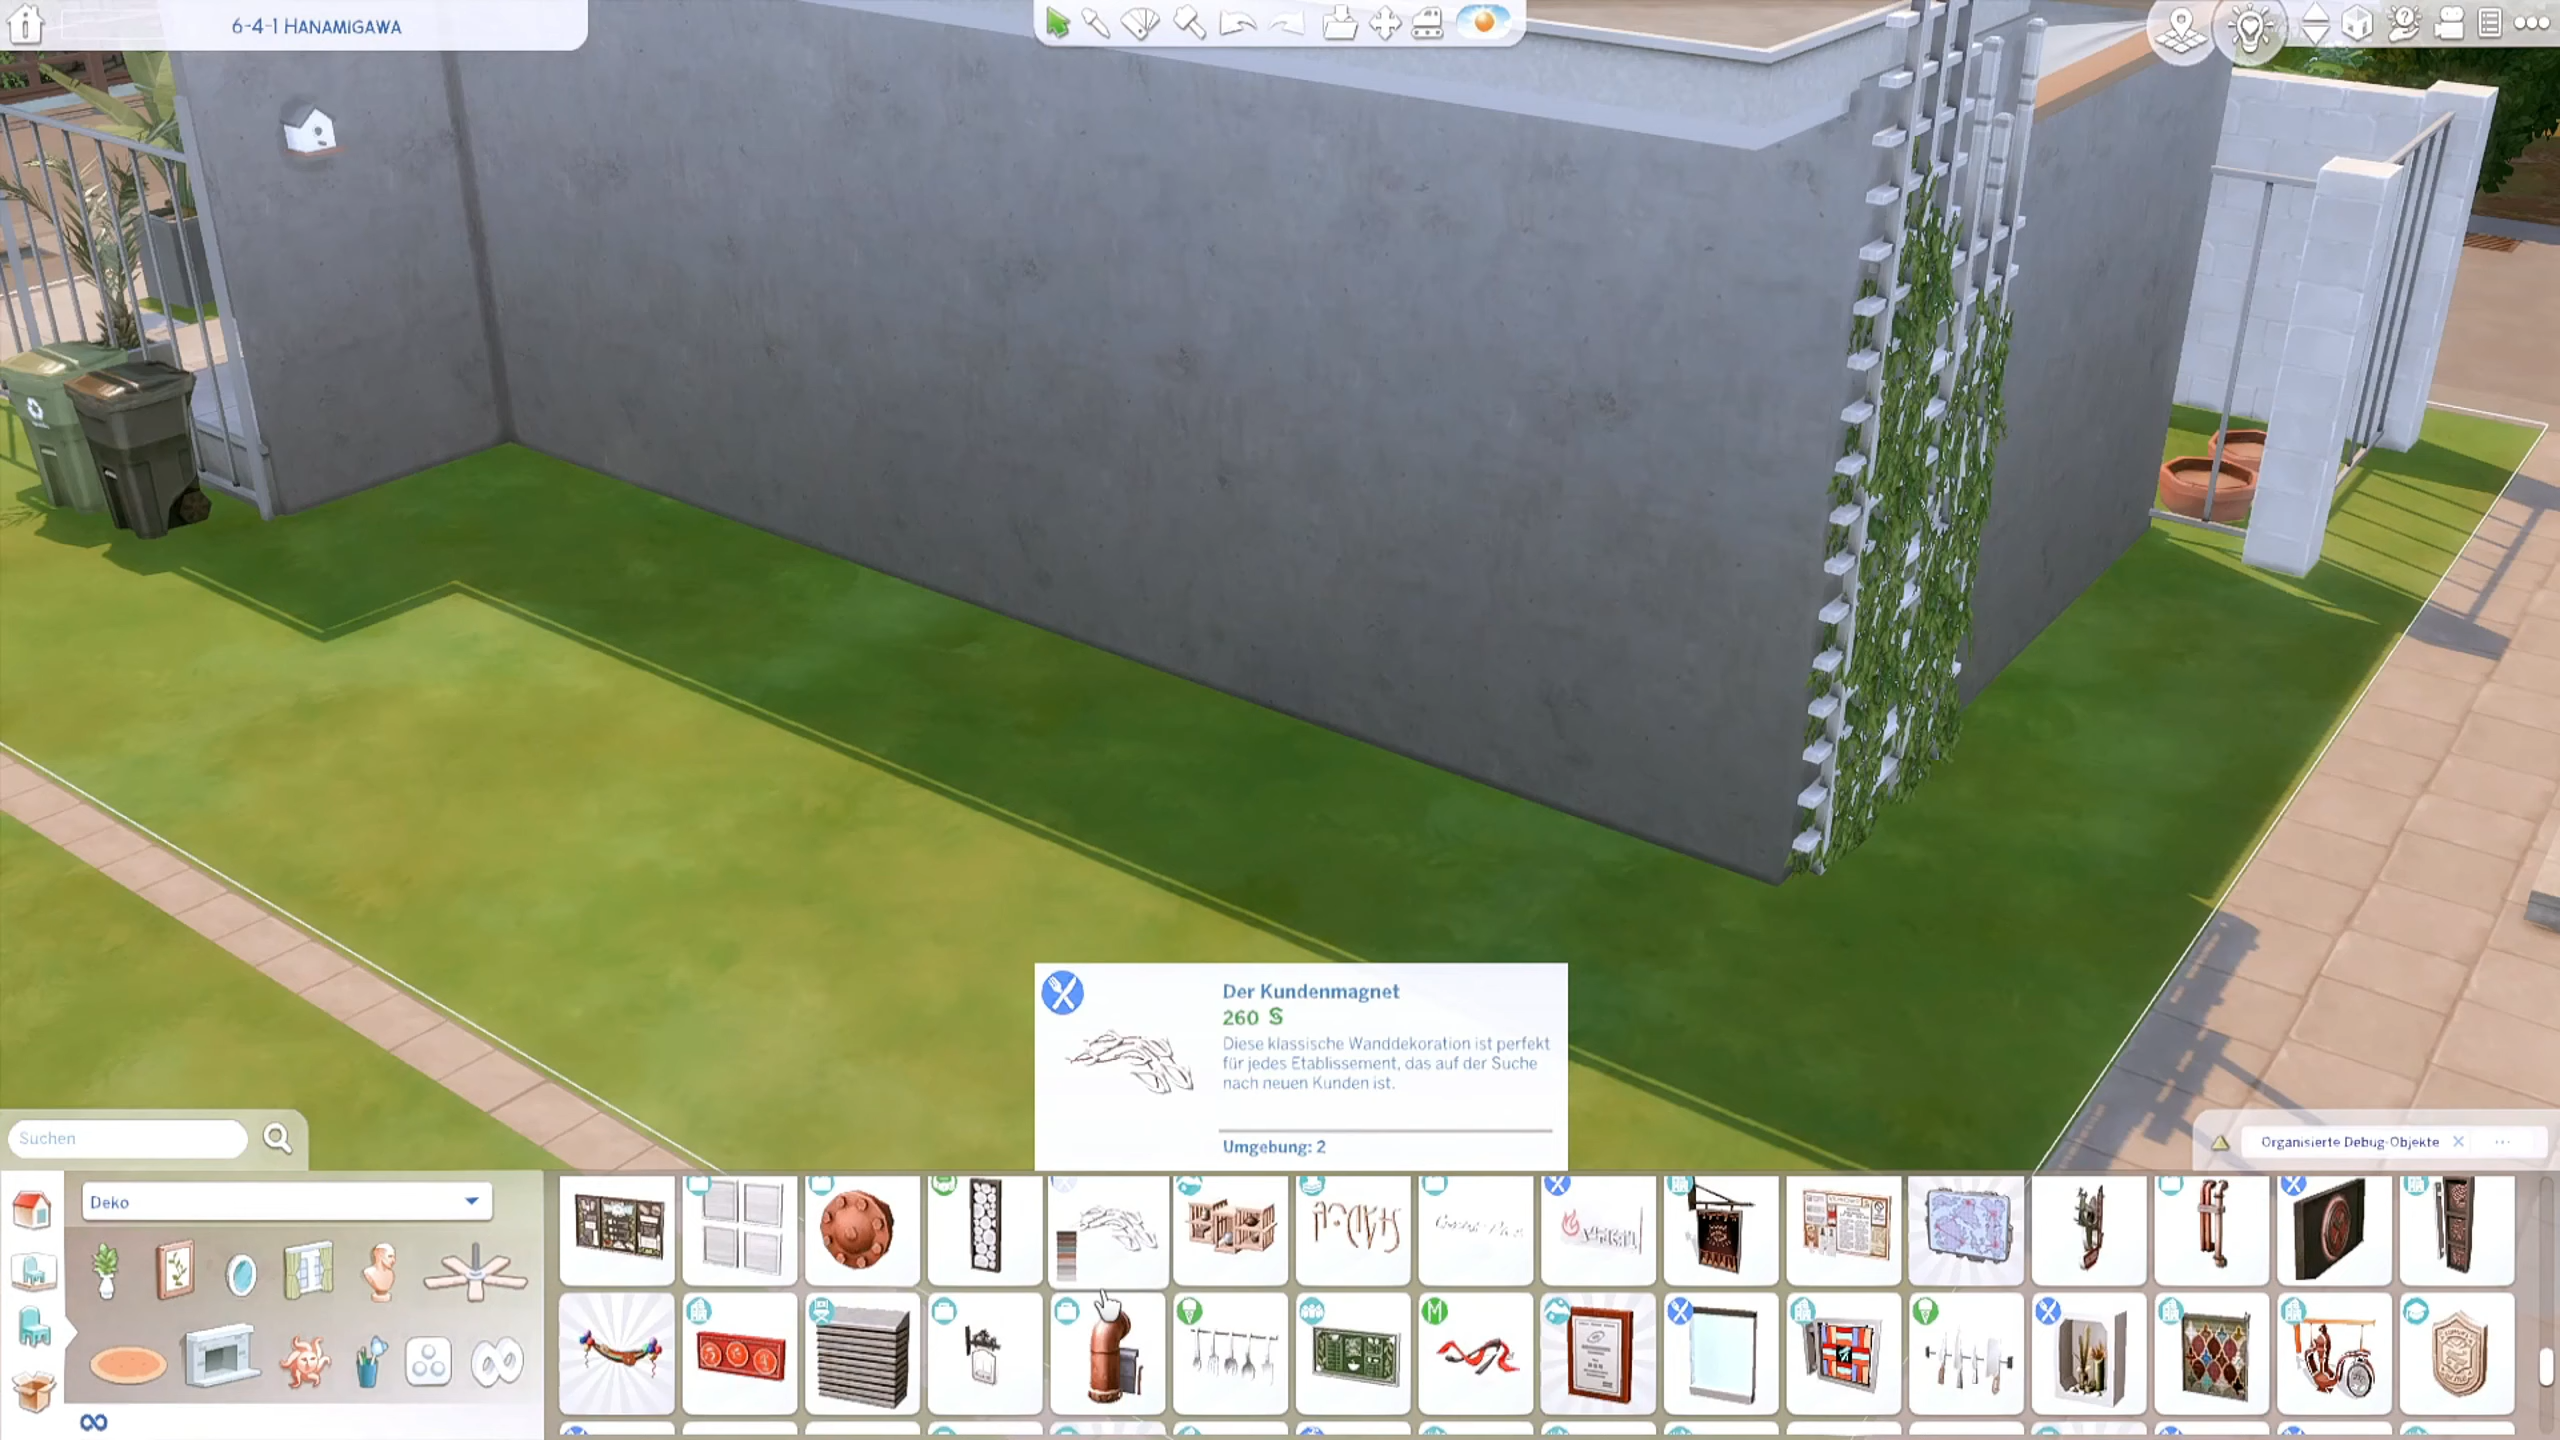 6-4-1 HANAMIGAWA
Der Kundenmagnet
260 §
Diese klassische Wanddekoration ist perfekt
für jedes Etablissement, das auf der Suche
nach neuen Kunden ist.
Umgebung: 2
Suchen
Organisierte Debug-Objekte
Deko